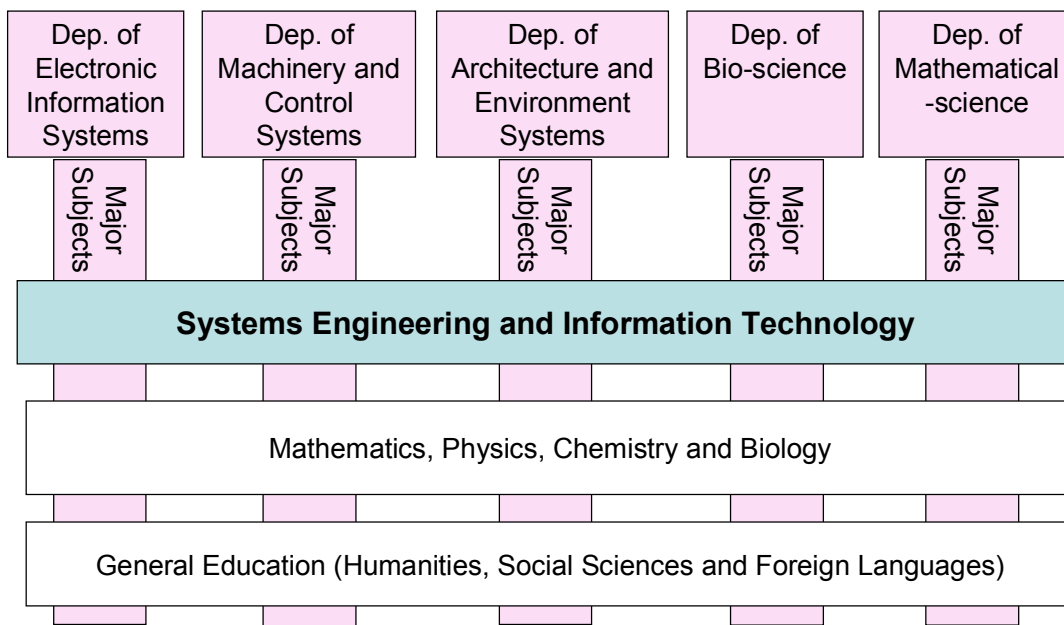 Dep. of
Electronic
Information
Systems
Dep. of
Machinery and
Control
Systems
Dep. of
Architecture and
Environment
Systems
Dep. of
Bio-science
Dep. of
Mathematical
-science
Major
Subjects
Major
Subjects
Major
Subjects
Major
Subjects
Major
Subjects
Systems Engineering and Information Technology
Mathematics, Physics, Chemistry and Biology
General Education (Humanities, Social Sciences and Foreign Languages)